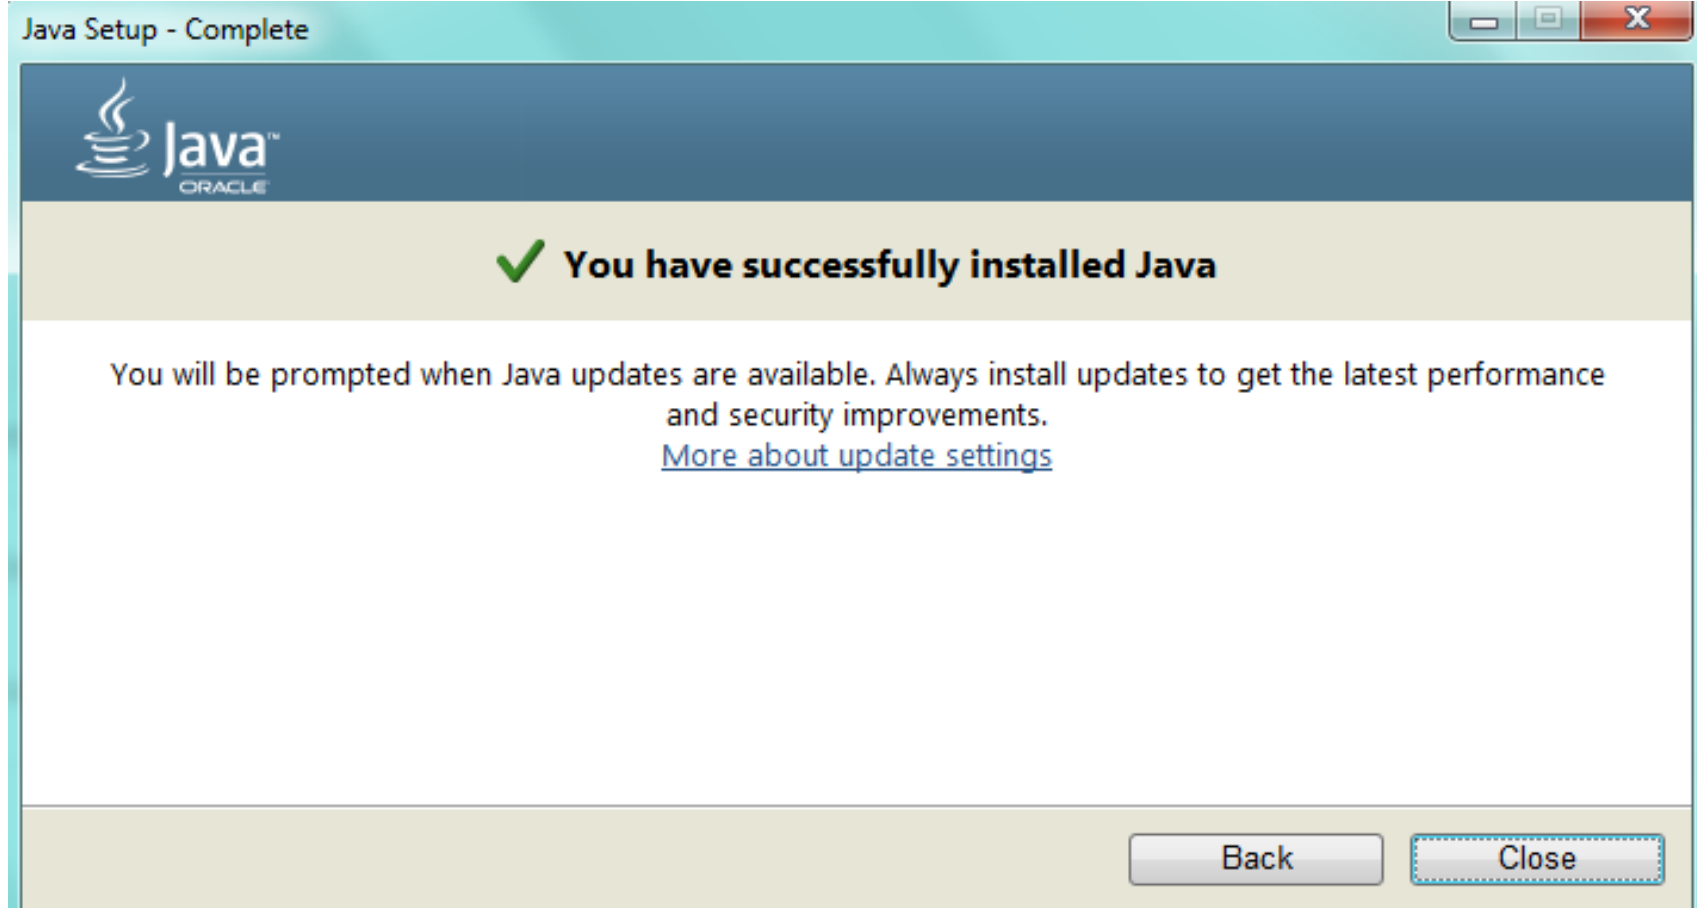 Java Setup - Complete
Java™
ORACLE
You have successfully installed Java
You will be prompted when Java updates are available. Always install updates to get the latest performance
and security improvements.
More about update settings
Back
Close